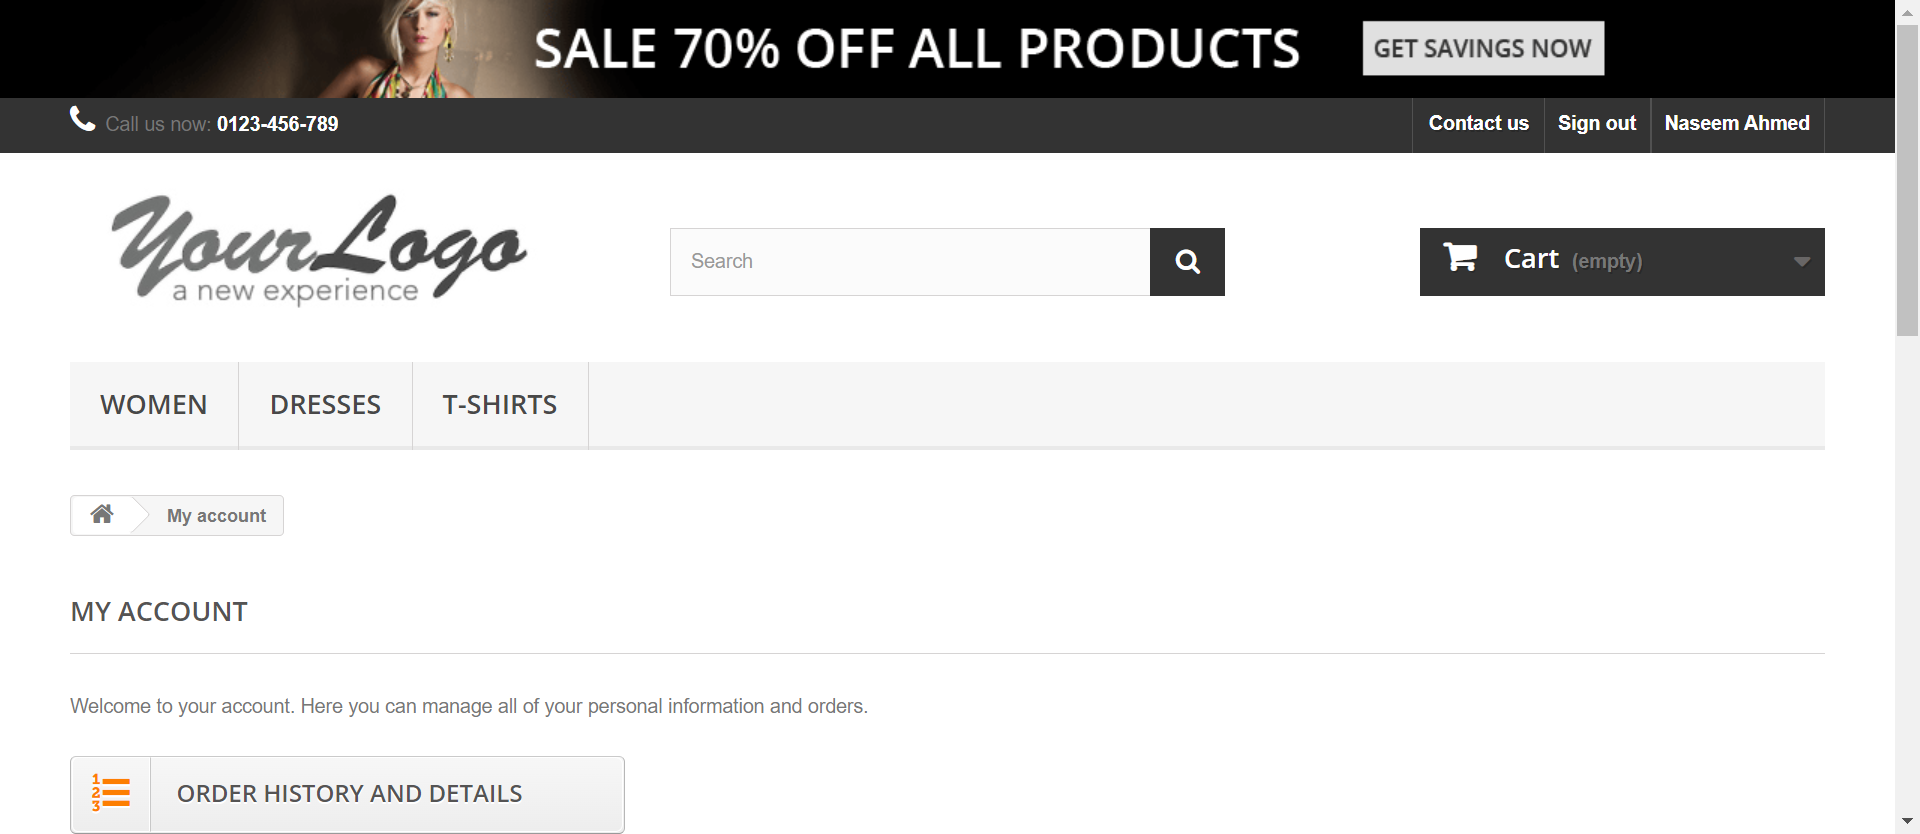 SALE 70% OFF ALL PRODUCTS GET SAVINGS NOW
Call us now: 0123-456-789 Contact us Sign out Naseem Ahmed
Your Logo
a new experience
Search
Cart (empty)
WOMEN DRESSES T-SHIRTS
My account
MY ACCOUNT
Welcome to your account. Here you can manage all of your personal information and orders.
1
2
3
ORDER HISTORY AND DETAILS